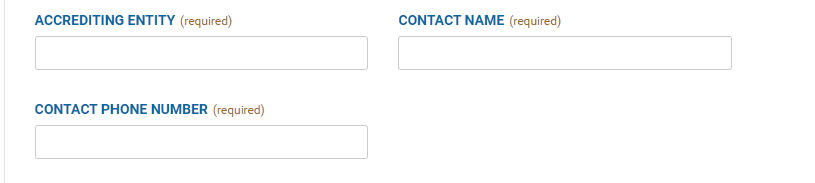 ACCREDITING ENTITY (required) CONTACT NAME (required)
CONTACT PHONE NUMBER (required)